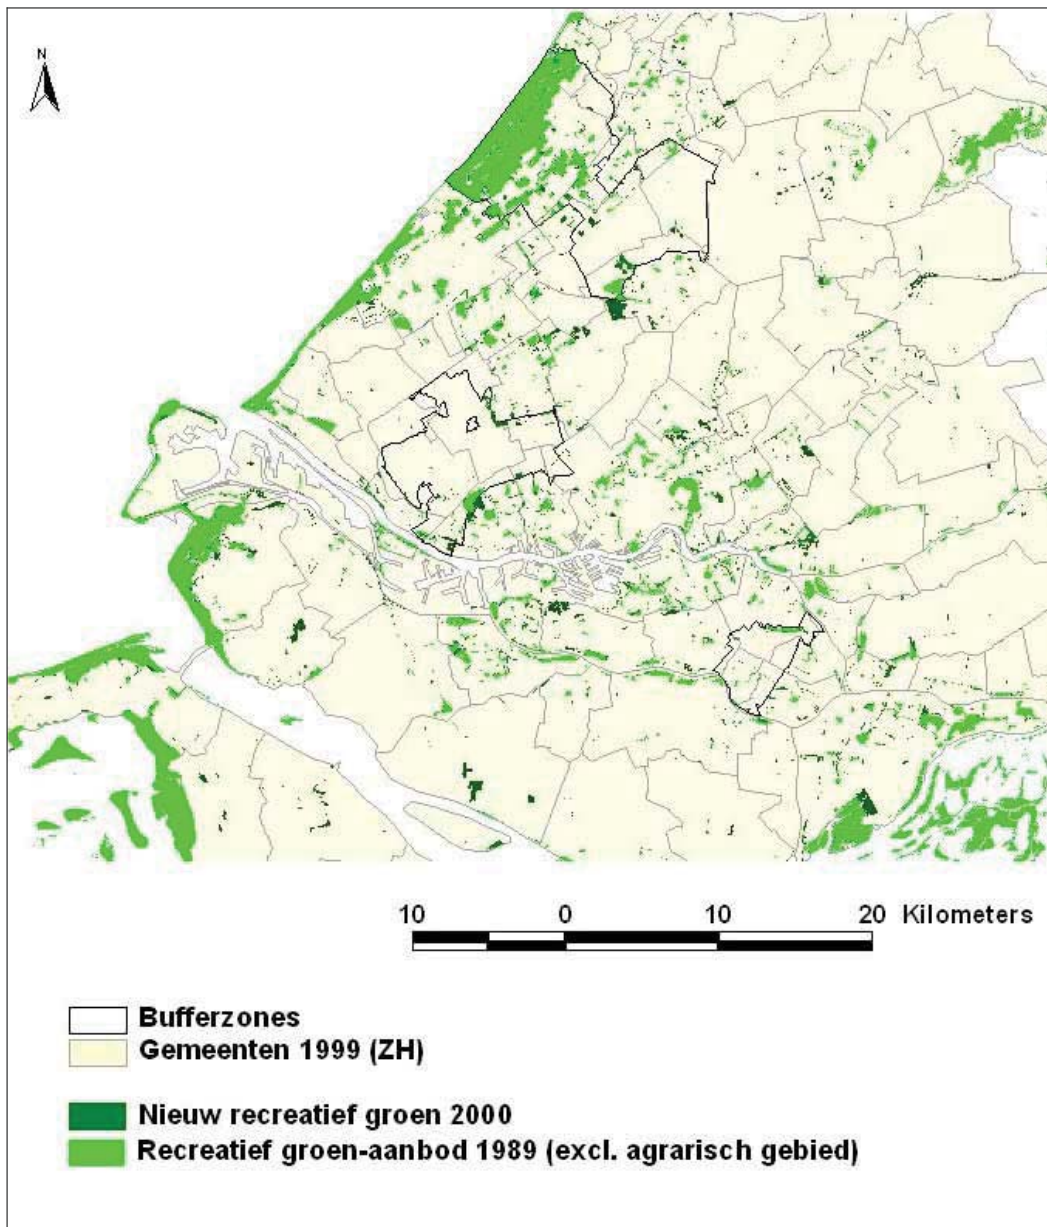 N
10 0 10 20 Kilometers
Bufferzones
Gemeenten 1999 (ZH)
Nieuw recreatief groen 2000
Recreatief groen-aanbod 1989 (excl. agrarisch gebied)